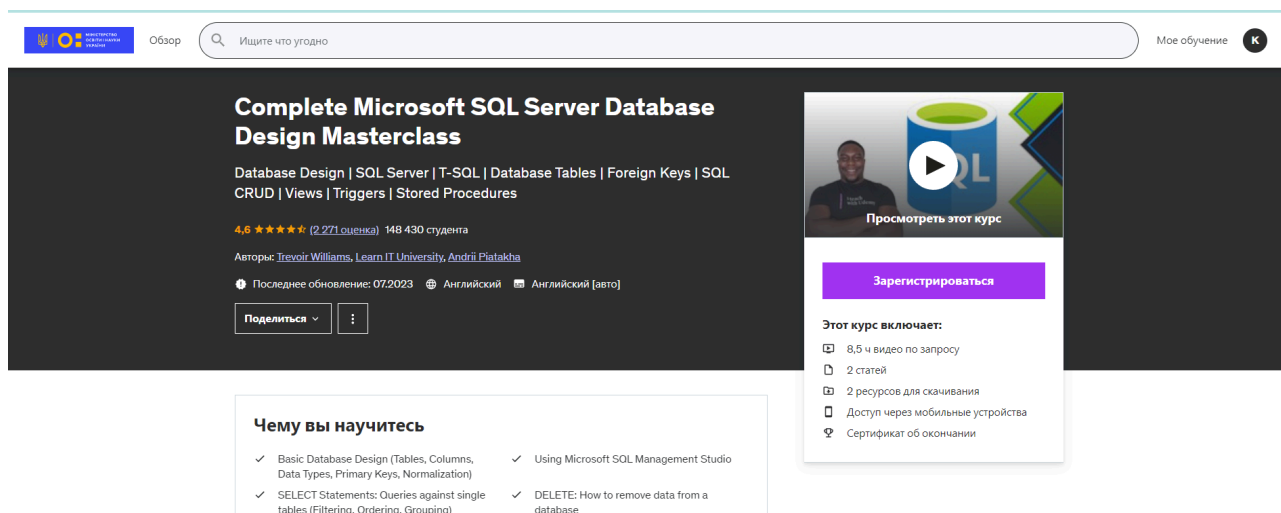 МІНІСТЕРСТВО
ОСВІТИ І НАУКИ
УКРАЇНИ
Обзор
Ищите что угодно
Мое обучение
K
Complete Microsoft SQL Server Database
Design Masterclass
Database Design | SQL Server | T-SQL | Database Tables | Foreign Keys | SQL
CRUD | Views | Triggers | Stored Procedures
4,6 ★★★★★ (2 271 оценка) 148 430 студента
Авторы: Trevoir Williams, Learn IT University, Andrii Piatakha
Последнее обновление: 07.2023 Английский Английский [авто]
Поделиться
SQL
Просмотреть этот курс
Зарегистрироваться
Этот курс включает:
8,5 ч видео по запросу
2 статей
2 ресурсов для скачивания
Доступ через мобильные устройства
Сертификат об окончании
Чему вы научитесь
Basic Database Design (Tables, Columns,
Data Types, Primary Keys, Normalization)
Using Microsoft SQL Management Studio
SELECT Statements: Queries against single
tables (Filtering, Ordering, Grouping)
DELETE: How to remove data from a
database